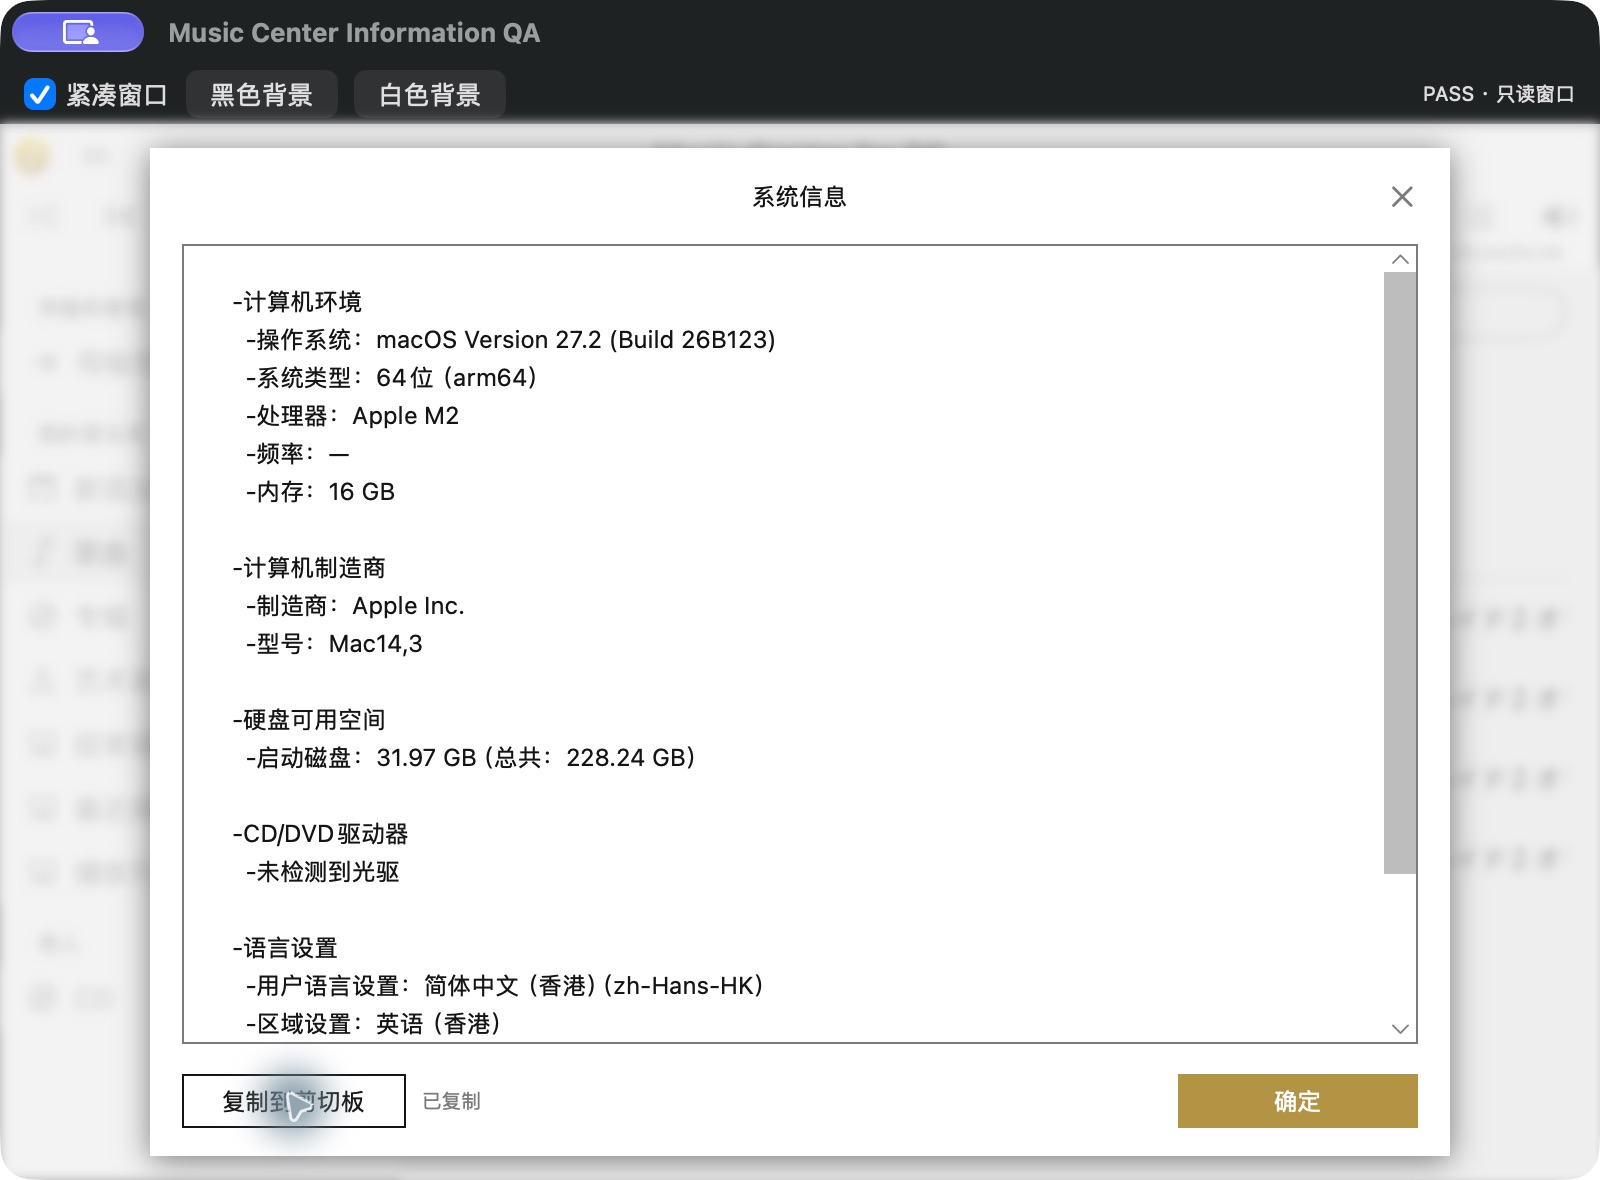 Music Center Information QA
紧凑窗口
黑色背景
白色背景
PASS · 只读窗口
系统信息
-计算机环境
-操作系统：macOS Version 27.2 (Build 26B123)
-系统类型：64位（arm64）
-处理器：Apple M2
-频率：—
-内存：16 GB
-计算机制造商
-制造商：Apple Inc.
-型号：Mac14,3
-硬盘可用空间
-启动磁盘：31.97 GB (总共：228.24 GB)
-CD/DVD驱动器
-未检测到光驱
-语言设置
-用户语言设置：简体中文（香港）(zh-Hans-HK)
-区域设置：英语（香港）
复制到剪切板
已复制
确定